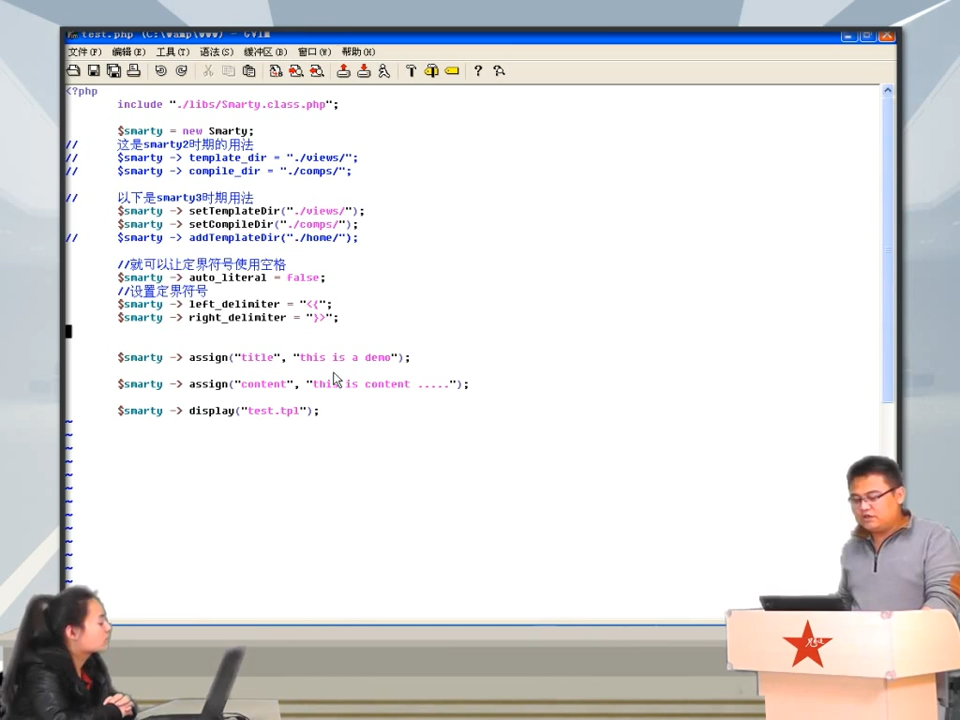 test.php (C:\wamp\www) - GVIM
文件(F) 编辑(E) 工具(T) 语法(S) 缓冲区(B) 窗口(W) 帮助(H)
<?php
include "./libs/Smarty.class.php";
$smarty = new Smarty;
// 这是smarty2时期的用法
// $smarty -> template_dir = "./views/";
// $smarty -> compile_dir = "./comps/";
// 以下是smarty3时期用法
$smarty -> setTemplateDir("./views/");
$smarty -> setCompileDir("./comps/");
// $smarty -> addTemplateDir("./home/");
//就可以让定界符号使用空格
$smarty -> auto_literal = false;
//设置定界符号
$smarty -> left_delimiter = "<{";
$smarty -> right_delimiter = "}>";
$smarty -> assign("title", "this is a demo");
$smarty -> assign("content", "this is content .....");
$smarty -> display("test.tpl");
~
~
~
~
~
~
~
~
~
~
~
~
~